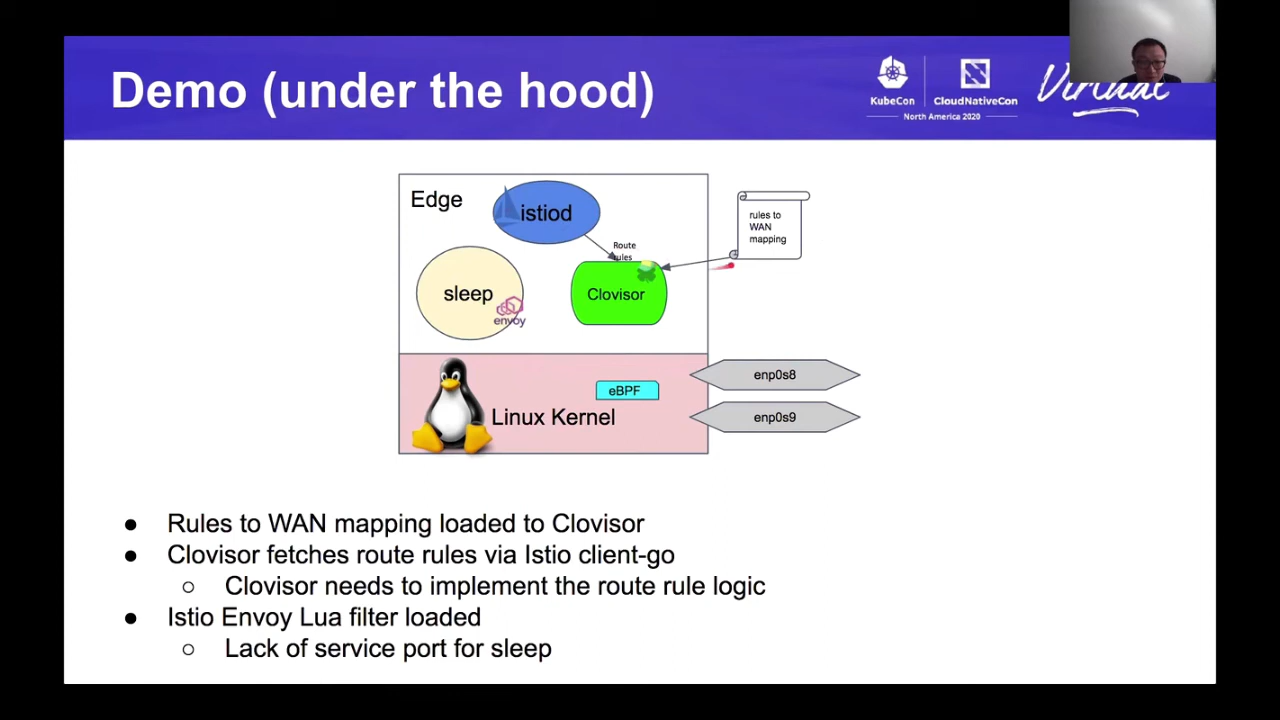 Demo (under the hood)
KubeCon
CloudNativeCon
North America 2020
Virtual
Edge
istiod
Route
rules
rules to
WAN
mapping
sleep
envoy
Clovisor
eBPF
Linux Kernel
enp0s8
enp0s9
● Rules to WAN mapping loaded to Clovisor
● Clovisor fetches route rules via Istio client-go
○ Clovisor needs to implement the route rule logic
● Istio Envoy Lua filter loaded
○ Lack of service port for sleep